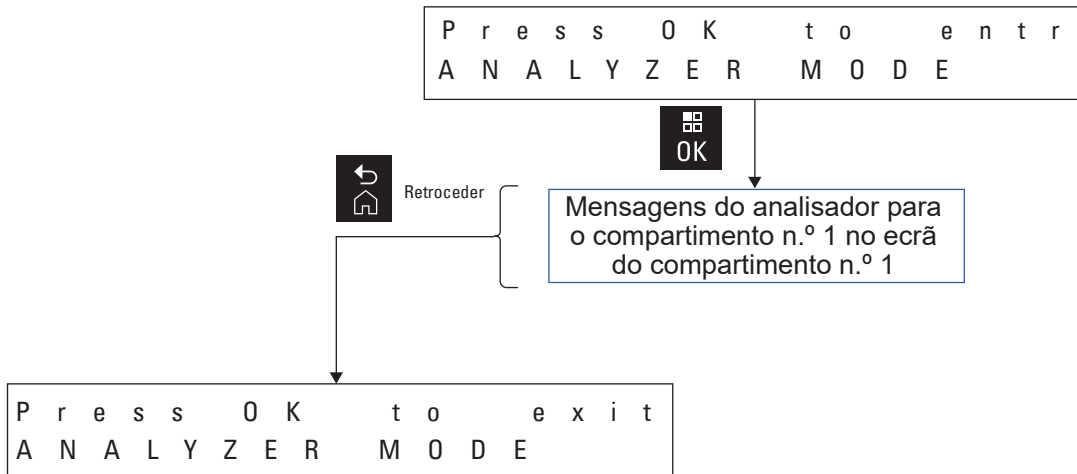 Press OK to entr
ANALYZER MODE
OK
Retroceder
Mensagens do analisador para
o compartimento n.º 1 no ecrã
do compartimento n.º 1
Press OK to exit
ANALYZER MODE